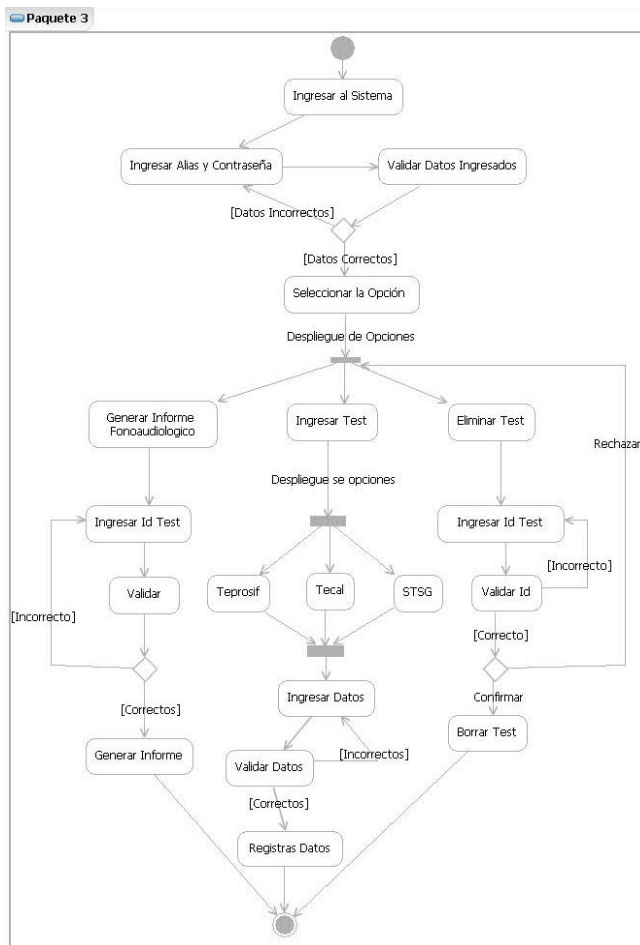 Paquete 3
Ingresar al Sistema
Ingresar Alias y Contraseña
Validar Datos Ingresados
[Datos Incorrectos]
[Datos Correctos]
Seleccionar la Opción
Despliegue de Opciones
Generar Informe
Fonoaudiologico
Ingresar Test
Eliminar Test
Rechazar
Despliegue se opciones
Ingresar Id Test
Ingresar Id Test
[Incorrecto]
Validar
Teprosif
Tecal
STSG
Validar Id
[Incorrecto]
[Correcto]
Ingresar Datos
Confirmar
[Correctos]
Borrar Test
Generar Informe
Validar Datos
[Incorrectos]
[Correctos]
Registras Datos